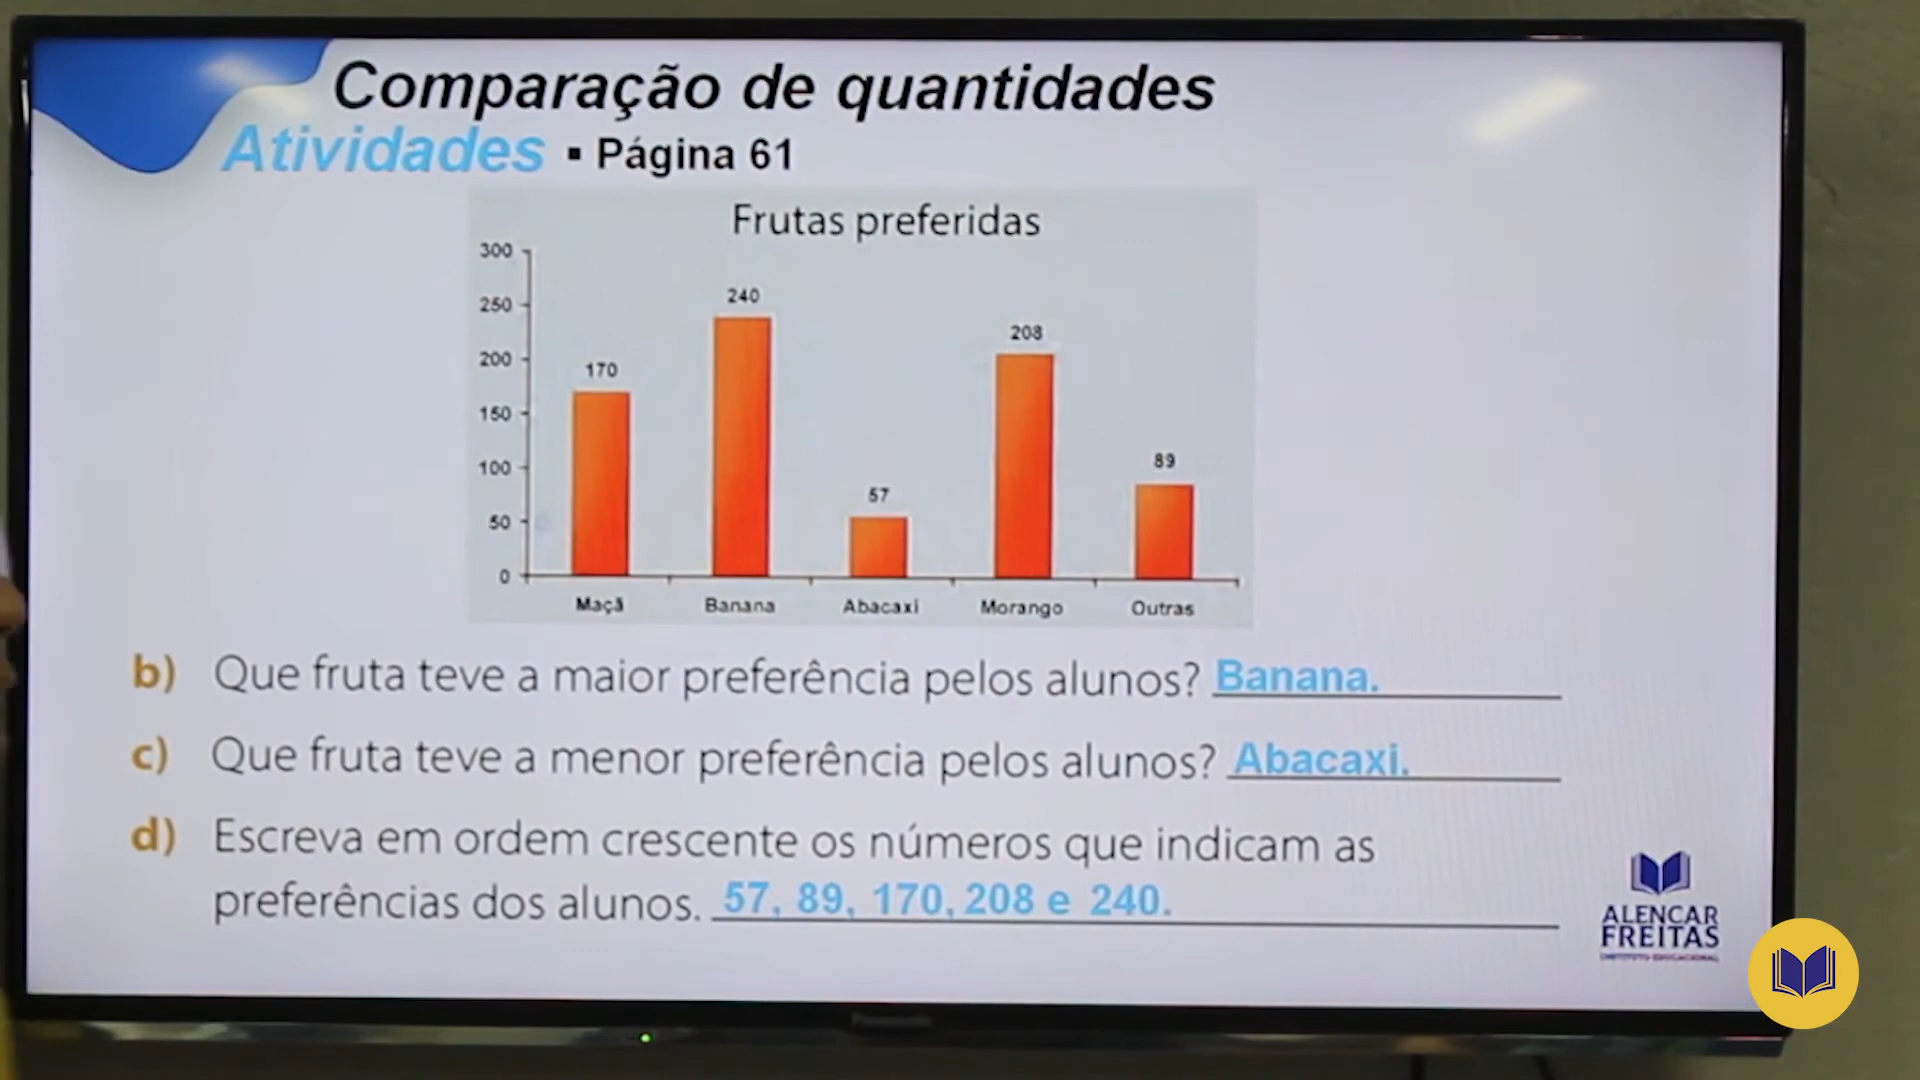 Comparação de quantidades
Atividades ▪ Página 61
Frutas preferidas
300
250
200
150
100
50
0
170
240
57
208
89
Maçã
Banana
Abacaxi
Morango
Outras
b) Que fruta teve a maior preferência pelos alunos? Banana.
c) Que fruta teve a menor preferência pelos alunos? Abacaxi.
d) Escreva em ordem crescente os números que indicam as
preferências dos alunos. 57, 89, 170, 208 e 240.
ALENCAR
FREITAS
INSTITUTO EDUCACIONAL
Panasonic